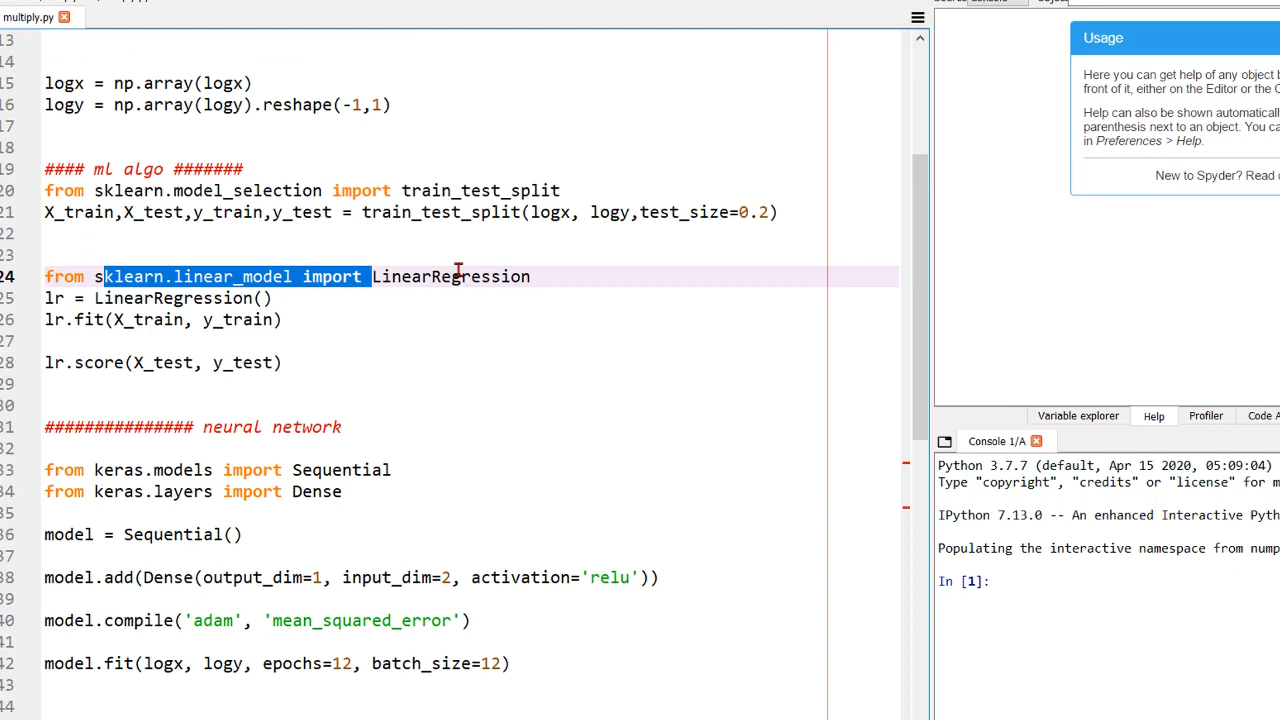 multiply.py
13
14
15 logx = np.array(logx)
16 logy = np.array(logy).reshape(-1,1)
17
18
19 #### ml algo #######
20 from sklearn.model_selection import train_test_split
21 X_train,X_test,y_train,y_test = train_test_split(logx, logy,test_size=0.2)
22
23
24 from sklearn.linear_model import LinearRegression
25 lr = LinearRegression()
26 lr.fit(X_train, y_train)
27
28 lr.score(X_test, y_test)
29
30
31 ############### neural network
32
33 from keras.models import Sequential
34 from keras.layers import Dense
35
36 model = Sequential()
37
38 model.add(Dense(output_dim=1, input_dim=2, activation='relu'))
39
40 model.compile('adam', 'mean_squared_error')
41
42 model.fit(logx, logy, epochs=12, batch_size=12)
43
44
Usage
Here you can get help of any object
front of it, either on the Editor or the
Help can also be shown automatically
parenthesis next to an object. You
in Preferences > Help.
New to Spyder? Read
Variable explorer Help Profiler Code
Console 1/A
Python 3.7.7 (default, Apr 15 2020, 05:09:04)
Type "copyright", "credits" or "license" for
IPython 7.13.0 -- An enhanced Interactive
Populating the interactive namespace from
In [1]: